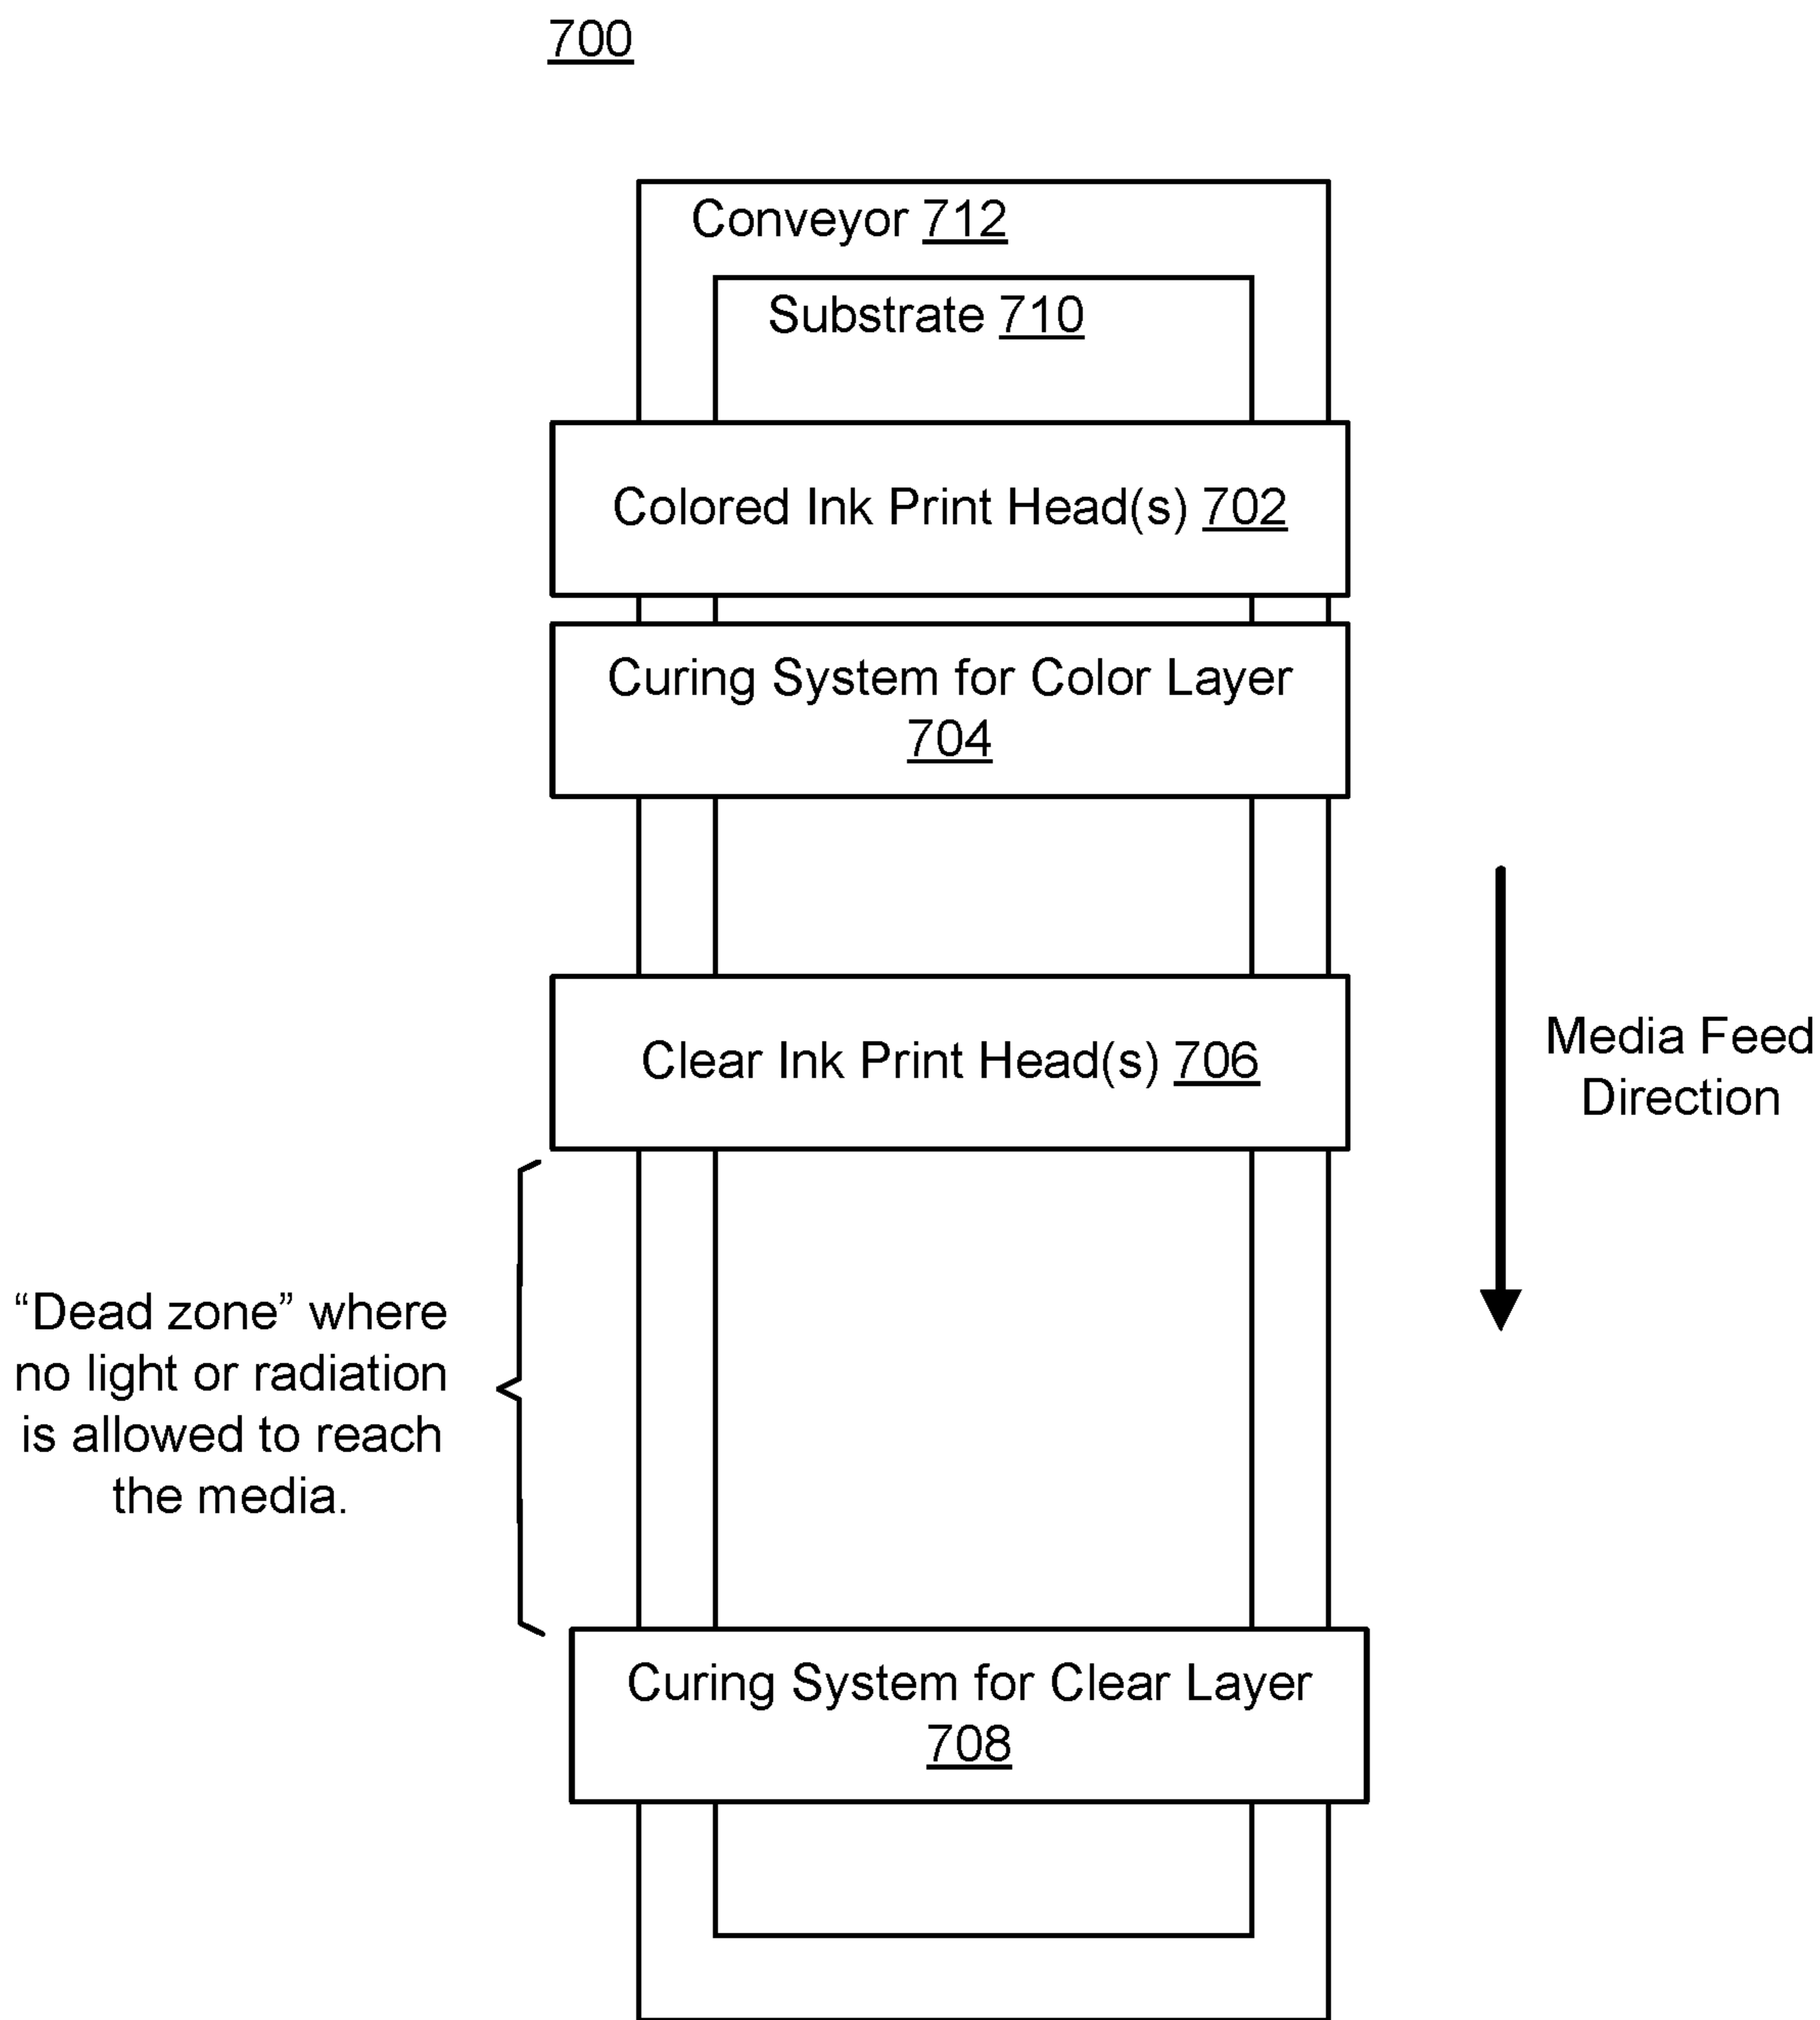 700
Conveyor 712
Substrate 710
Colored Ink Print Head(s) 702
Curing System for Color Layer
704
Clear Ink Print Head(s) 706
Media Feed
Direction
“Dead zone” where
no light or radiation
is allowed to reach
the media.
Curing System for Clear Layer
708